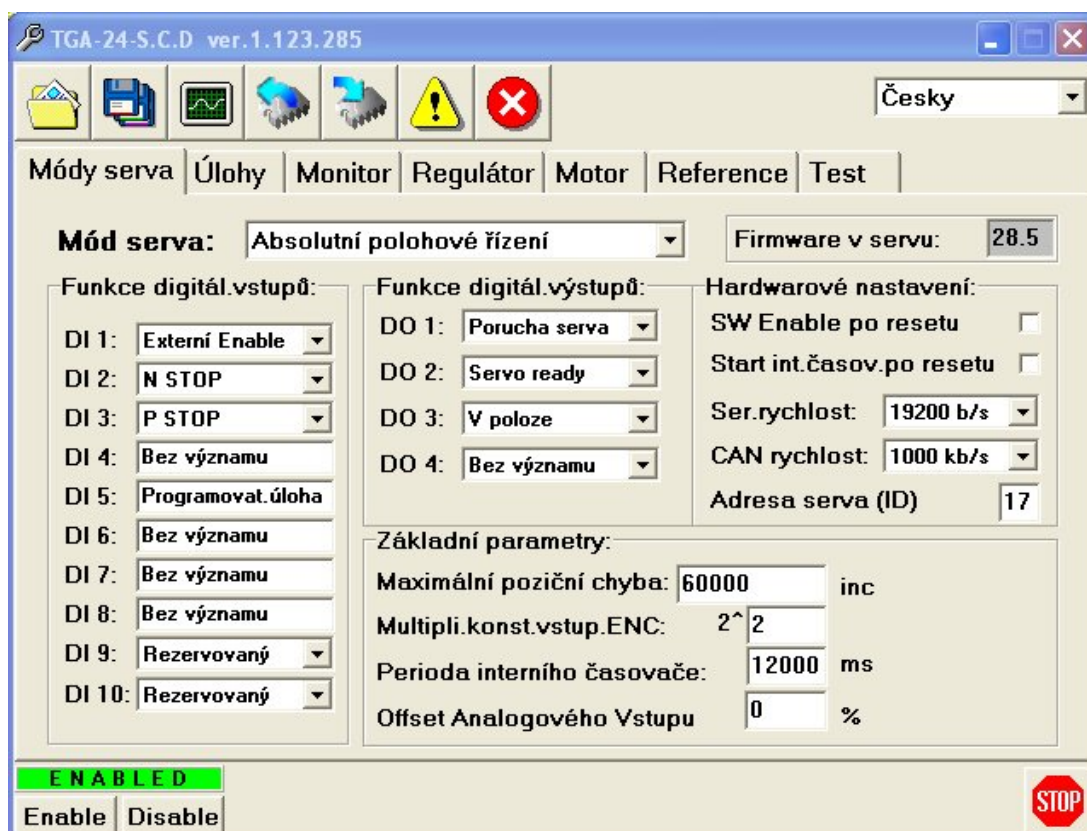 TGA-24-S.C.D ver.1.123.285
Česky
Módy serva Úlohy Monitor Regulátor Motor Reference Test
Mód serva: Absolutní polohové řízení
Firmware v servu: 28.5
Funkce digitál.vstupů:
DI 1: Externí Enable
DI 2: N STOP
DI 3: P STOP
DI 4: Bez významu
DI 5: Programovat.úloha
DI 6: Bez významu
DI 7: Bez významu
DI 8: Bez významu
DI 9: Rezervovaný
DI 10: Rezervovaný
Funkce digitál.výstupů:
DO 1: Porucha serva
DO 2: Servo ready
DO 3: V poloze
DO 4: Bez významu
Hardwarové nastavení:
SW Enable po resetu
Start int.časov.po resetu
Ser.rychlost: 19200 b/s
CAN rychlost: 1000 kb/s
Adresa serva (ID) 17
Základní parametry:
Maximální poziční chyba: 60000 inc
Multipli.konst.vstup.ENC: 2^ 2
Perioda interního časovače: 12000 ms
Offset Analogového Vstupu 0 %
ENABLED
Enable Disable
STOP